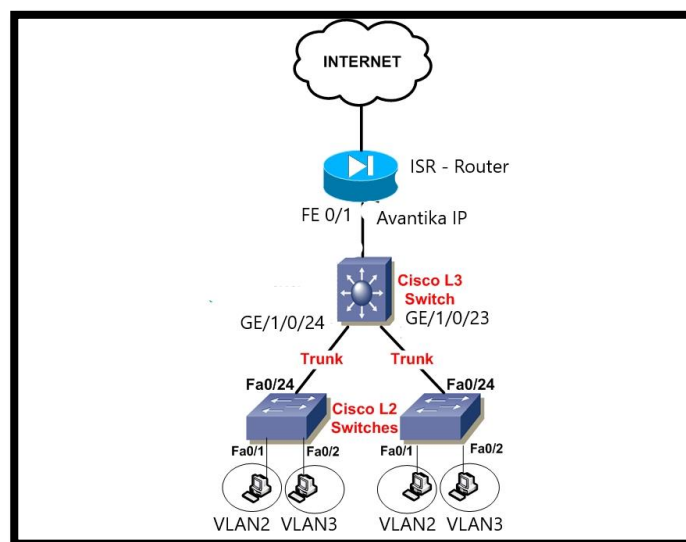 INTERNET
ISR - Router
FE 0/1
Avantika IP
Cisco L3
Switch
GE/1/0/24
GE/1/0/23
Trunk
Trunk
Fa0/24
Fa0/24
Cisco L2
Switches
Fa0/1
Fa0/2
Fa0/1
Fa0/2
VLAN2
VLAN3
VLAN2
VLAN3